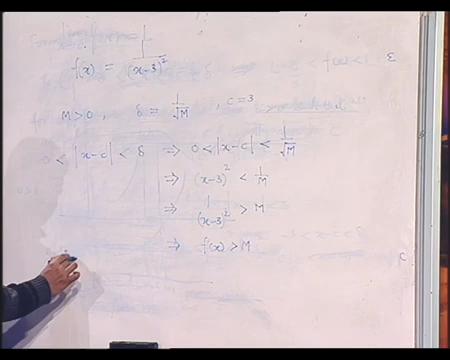 f(x) = 1/(x-3)²
M>0, δ = 1/√M, c=3
0 < |x-c| < δ ⇒ 0 < |x-c| < 1/√M
⇒ (x-3)² < 1/M
⇒ 1/(x-3)² > M
⇒ f(x) > M